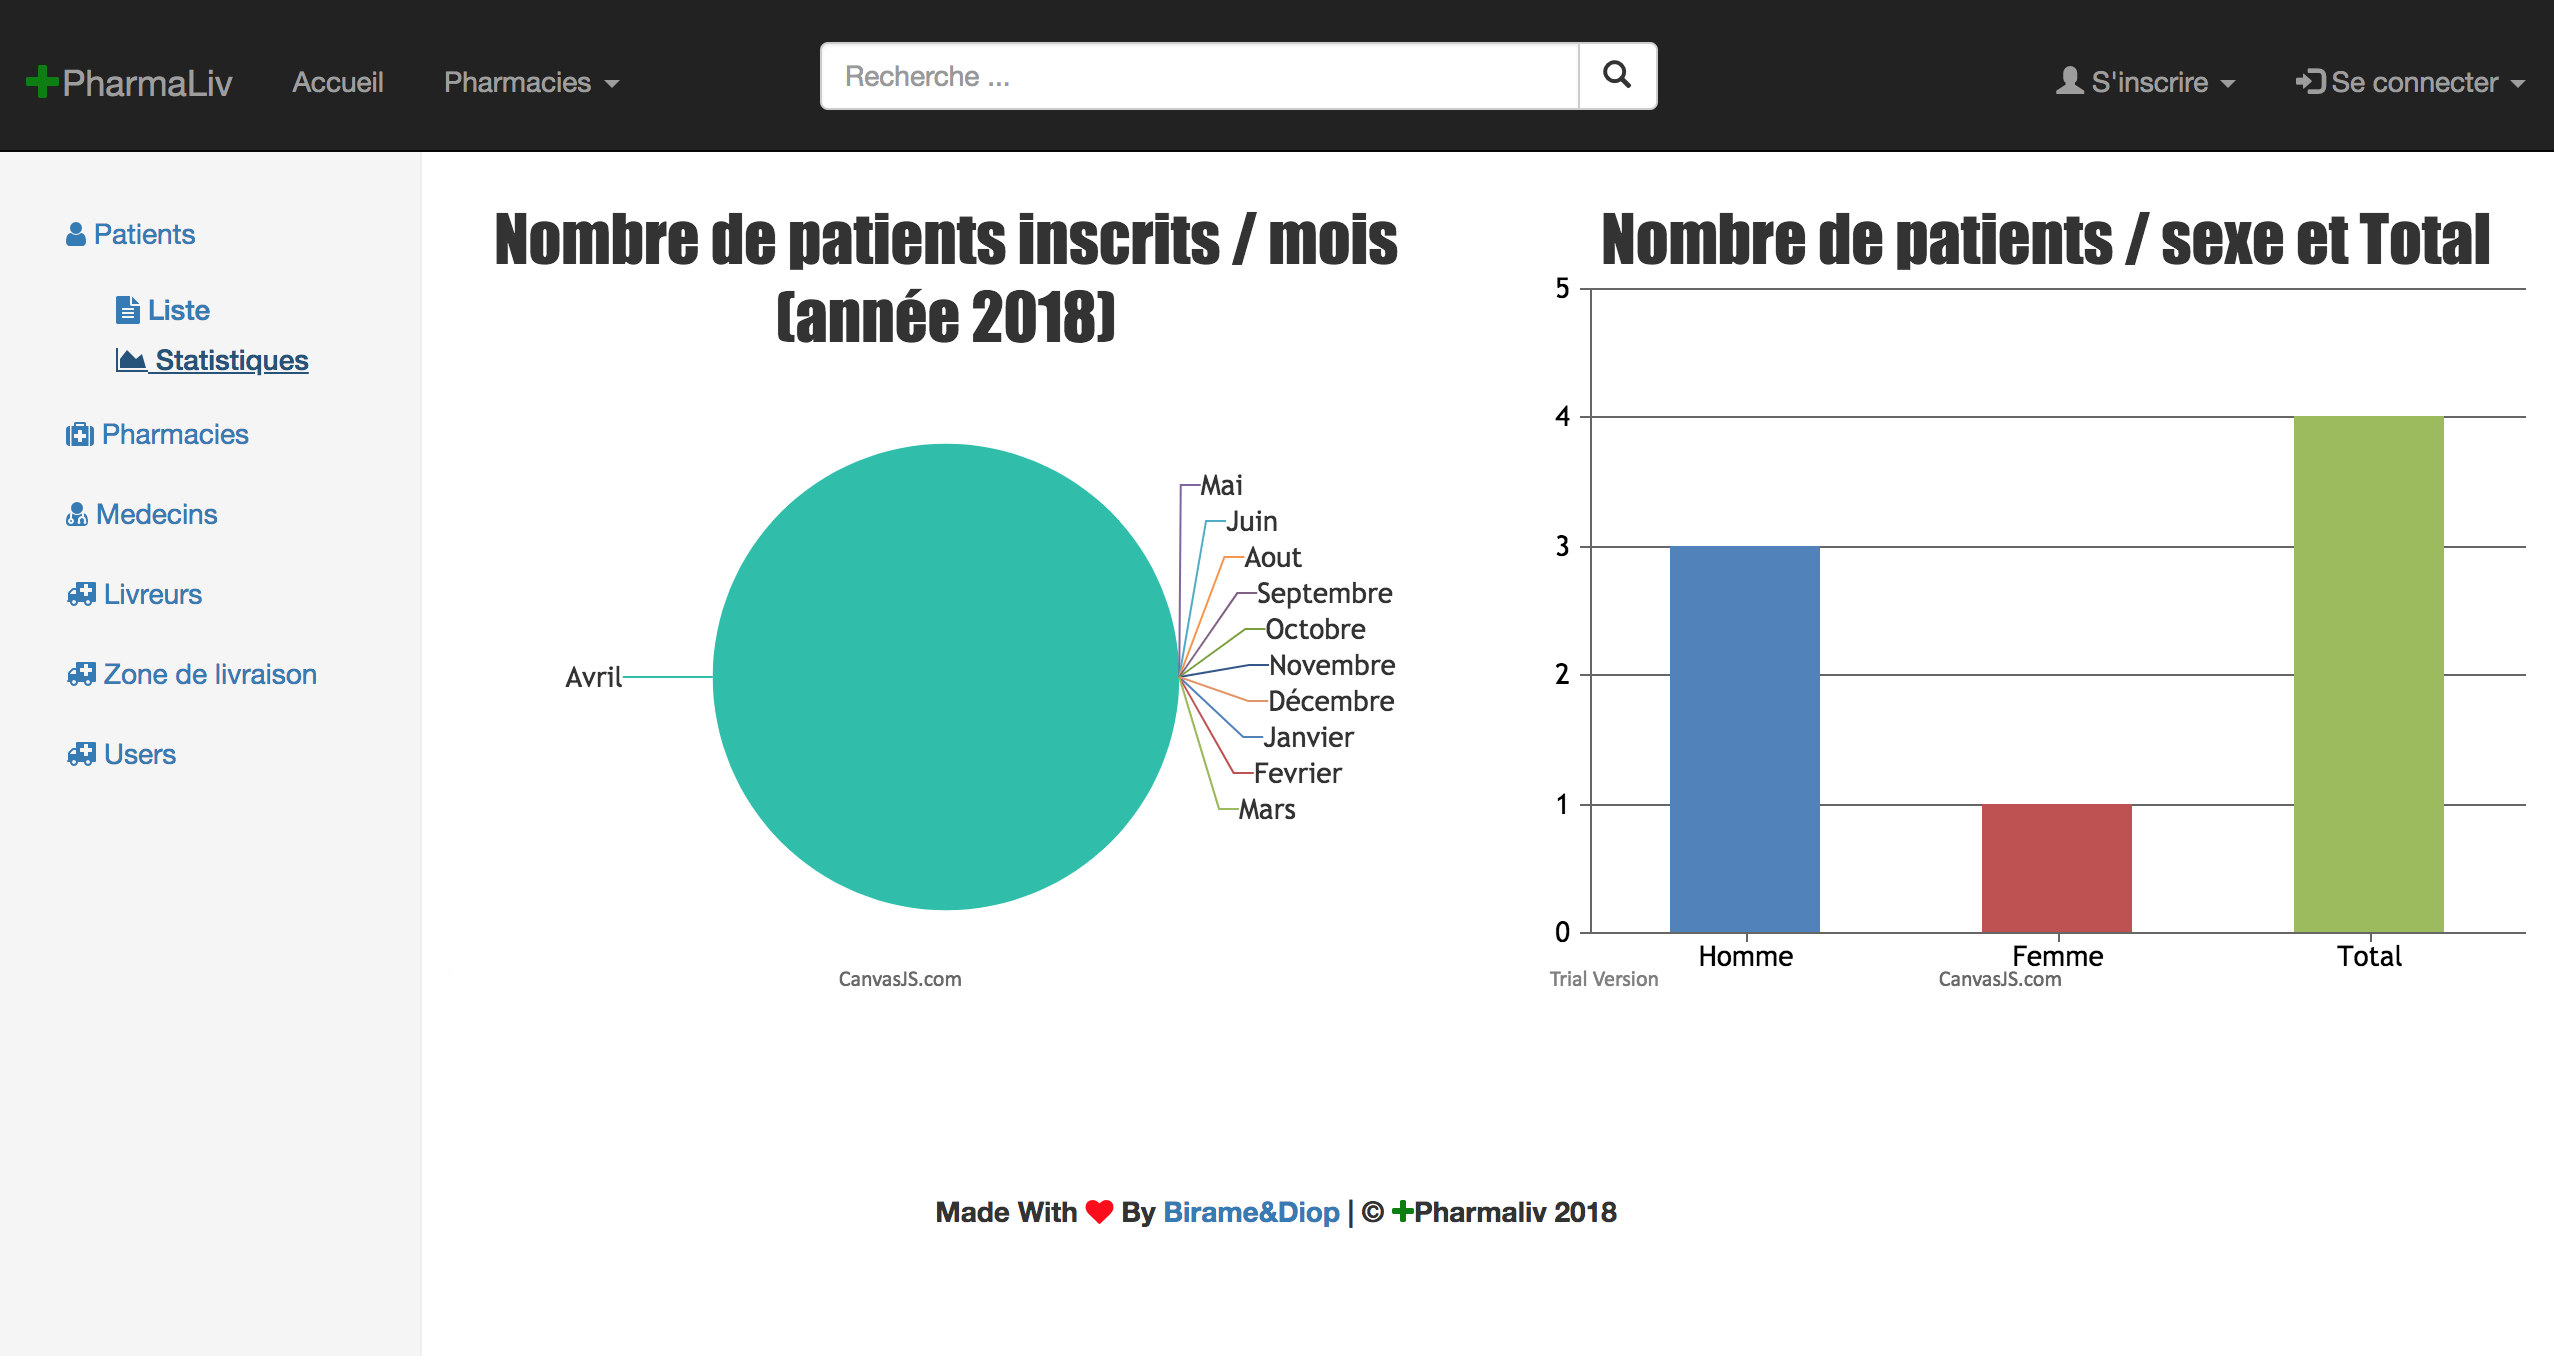 PharmaLiv
Accueil
Pharmacies
Recherche ...
S'inscrire
Se connecter
Patients
Liste
Statistiques
Pharmacies
Medecins
Livreurs
Zone de livraison
Users
Nombre de patients inscrits / mois
(année 2018)
Avril
Mai
Juin
Aout
Septembre
Octobre
Novembre
Décembre
Janvier
Fevrier
Mars
CanvasJS.com
Nombre de patients / sexe et Total
5
4
3
2
1
0
Homme
Femme
Total
Trial Version
CanvasJS.com
Made With ❤ By Birame&Diop | © Pharmaliv 2018